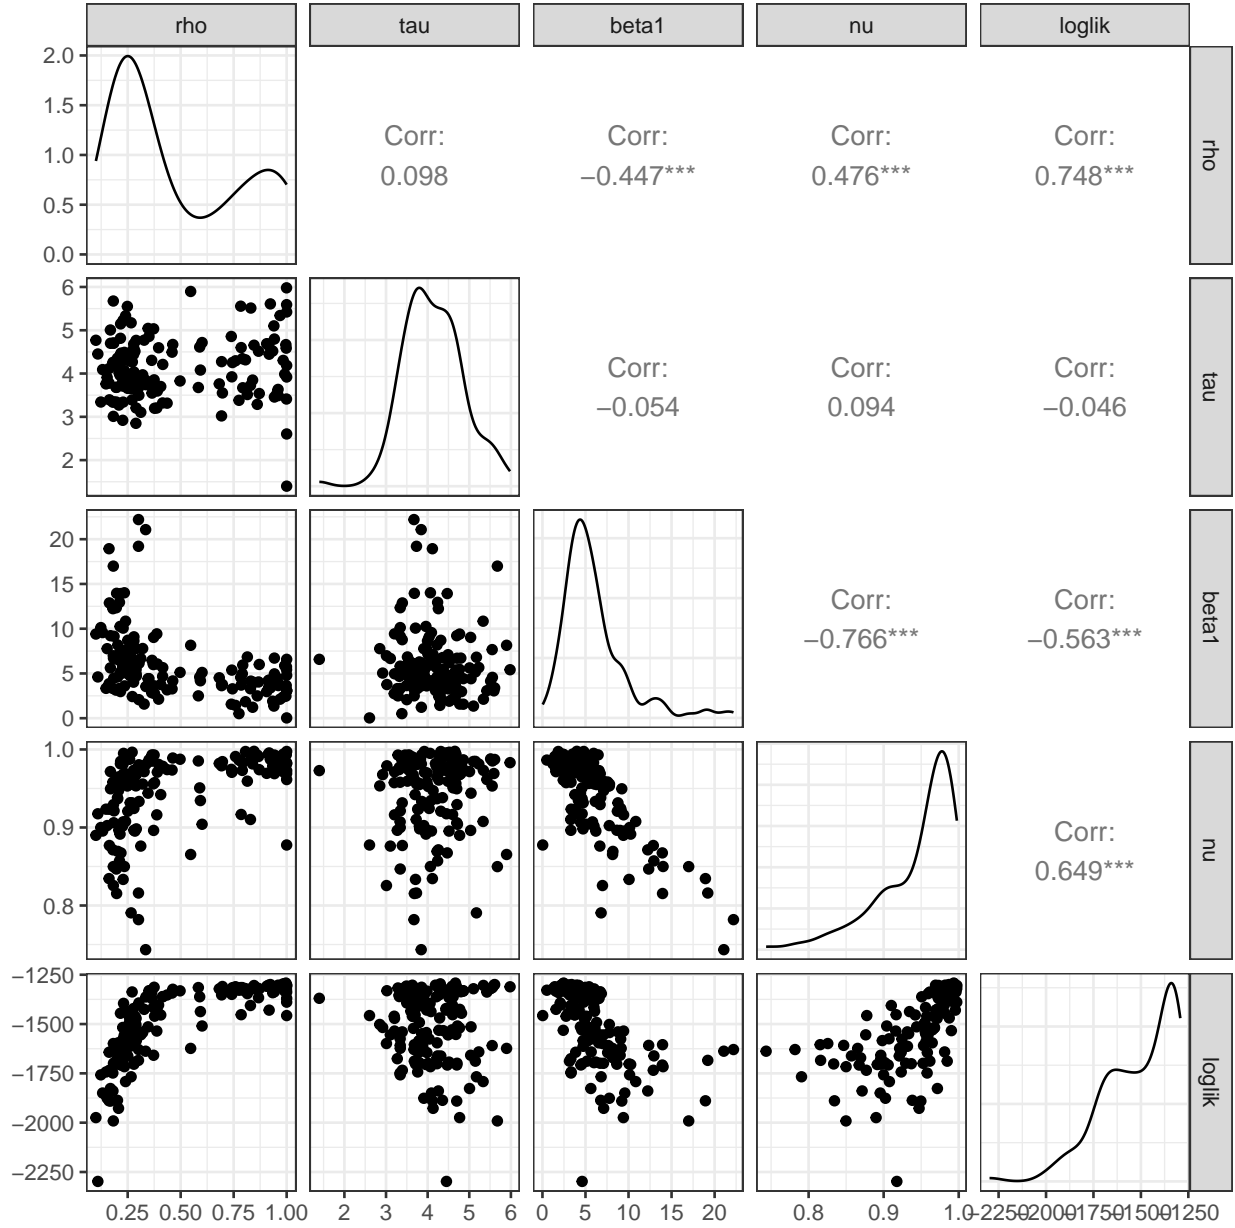 rho tau beta1 nu loglik
2.0
1.5
1.0
0.5
0.0
Corr: Corr: Corr: Corr:
0.098 −0.447*** 0.476*** 0.748***
rho
6
5
4
3
2
Corr: Corr: Corr:
−0.054 0.094 −0.046
tau
20
15
10
5
0
Corr: Corr:
−0.766*** −0.563***
beta1
1.0
0.9
0.8
Corr:
0.649***
nu
−1250
−1500
−1750
−2000
−2250
loglik
0.25 0.50 0.75 1.00 2 3 4 5 6 0 5 10 15 20 0.8 0.9 1.0 −2250 −2000 −1750 −1500 −1250